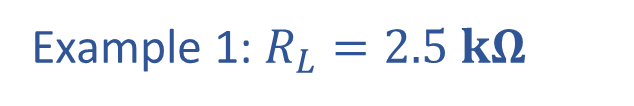 Example 1: R_L = 2.5 kΩ